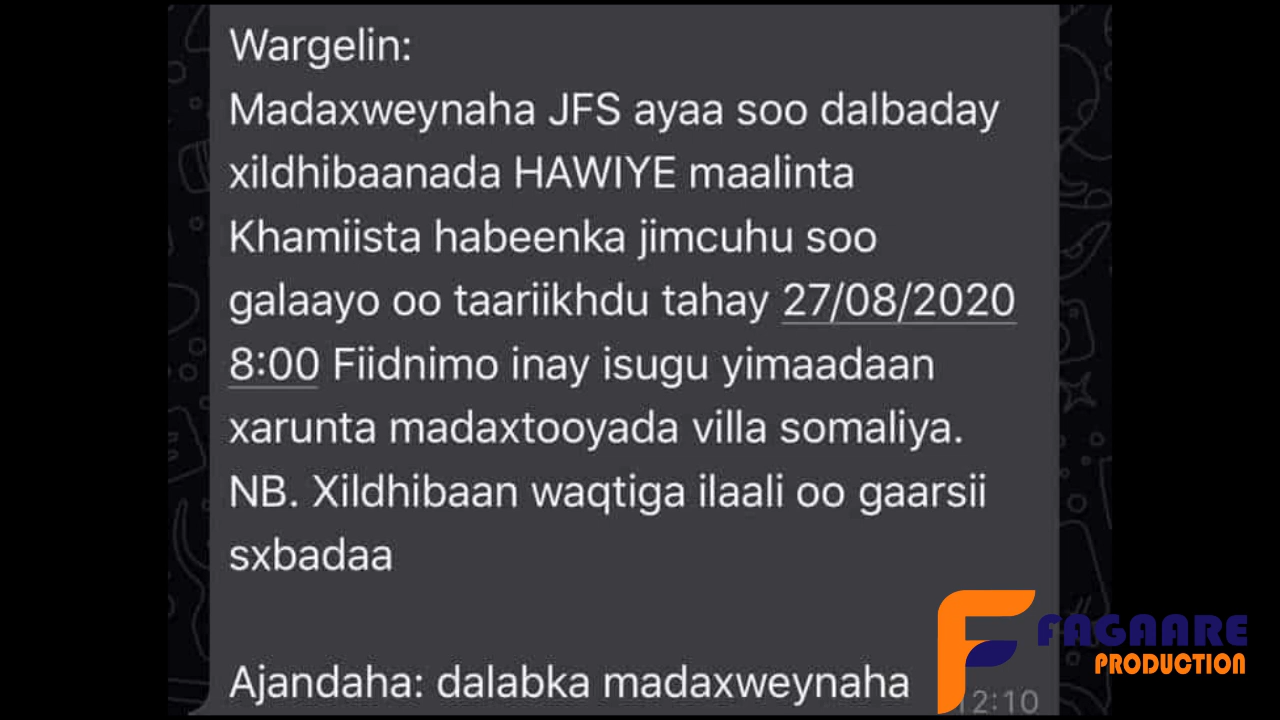 Wargelin:
Madaxweynaha JFS ayaa soo dalbaday
xildhibaanada HAWIYE maalinta
Khamiista habeenka jimcuhu soo
galaayo oo taariikhdu tahay 27/08/2020
8:00 Fiidnimo inay isugu yimaadaan
xarunta madaxtooyada villa somaliya.
NB. Xildhibaan waqtiga ilaali oo gaarsii
sxbadaa
Ajandaha: dalabka madaxweynaha
12:10
FAGAARE
PRODUCTION